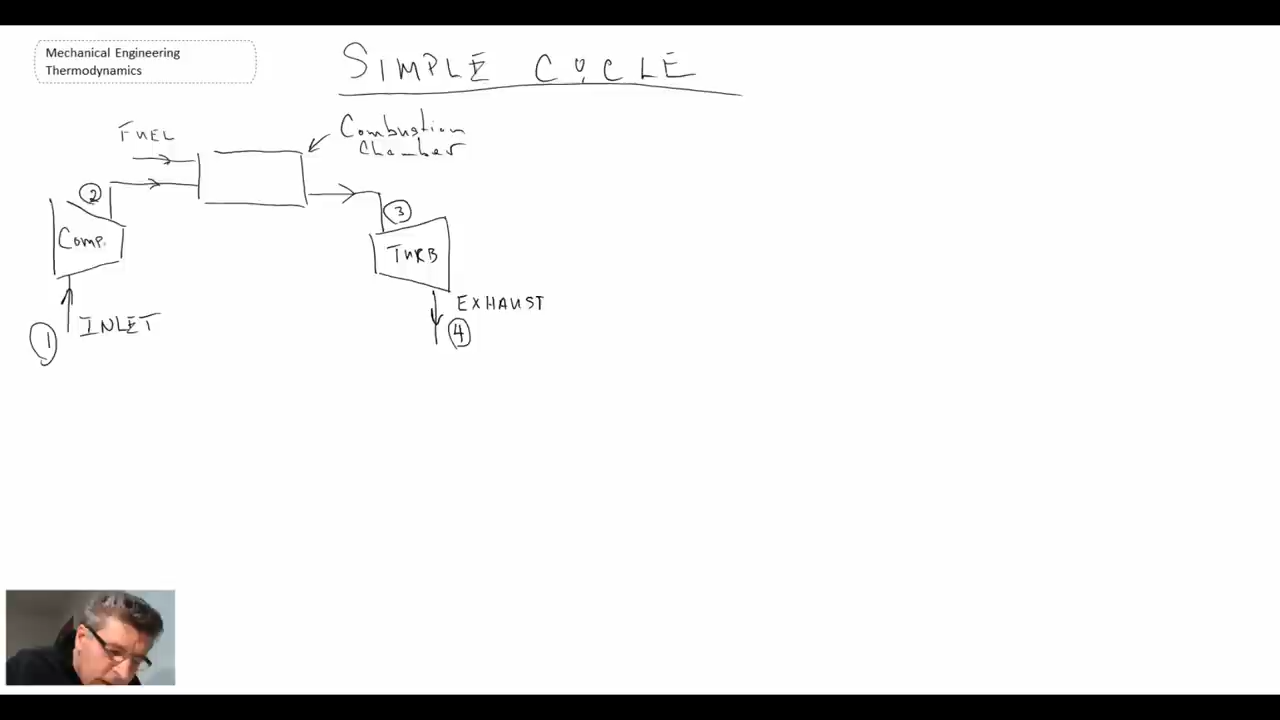 Mechanical Engineering
Thermodynamics
SIMPLE CYCLE
FUEL
Combustion
Chamber
2
3
Comp.
TURB
1
INLET
EXHAUST
4